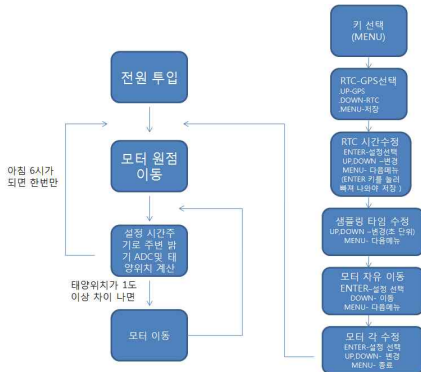 전원 투입
모터 원점
이동
아침 6시가
되면 한번만
설정 시간주
기로 주변 밝
기 ADC및 태
양위치 계산
태양위치가 1도
이상 차이 나면
모터 이동
키 선택
(MENU)
RTC-GPS선택
.UP-GPS
.DOWN-RTC
.MENU-저장
RTC 시간수정
ENTER-설정선택
UP,DOWN –변경
MENU- 다음메뉴
(ENTER 키를 눌러
빠져 나와야 저장 )
샘플링 타임 수정
UP,DOWN –변경(초 단위)
MENU- 다음메뉴
모터 자유 이동
ENTER–설정 선택
DOWN- 이동
MENU- 다음메뉴
모터 각 수정
ENTER-설정 선택
UP,DOWN- 변경
MENU- 종료